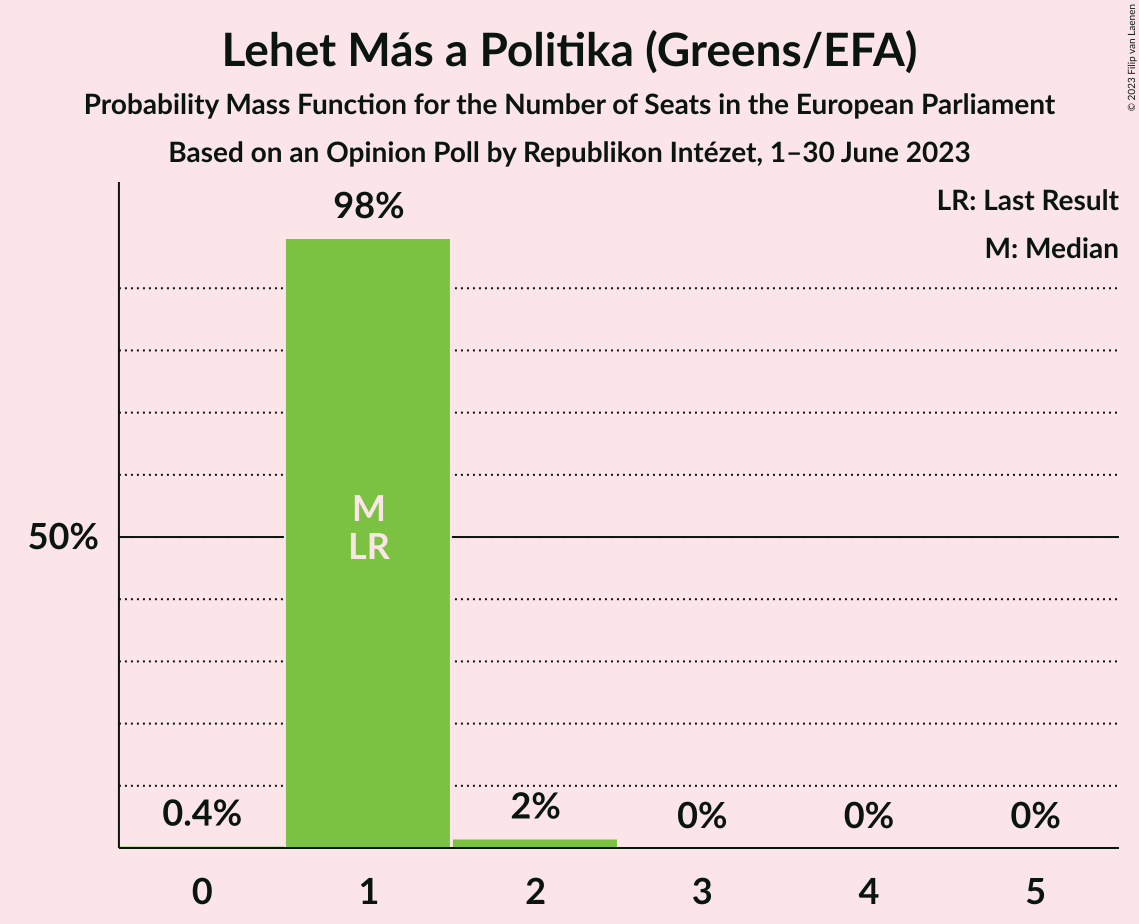 Lehet Más a Politika (Greens/EFA)
Probability Mass Function for the Number of Seats in the European Parliament
Based on an Opinion Poll by Republikon Intézet, 1–30 June 2023
© 2023 Filip van Laenen
LR: Last Result
M: Median
98%
M
LR
50%
0.4%
2%
0%
0%
0%
0
1
2
3
4
5